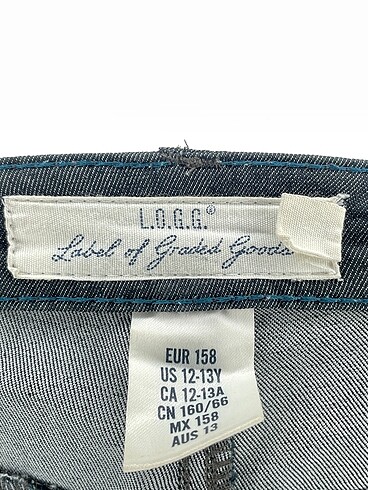 L.O.G.G.®
Label of Graded Goods
EUR 158
US 12-13Y
CA 12-13A
CN 160/66
MX 158
AUS 13